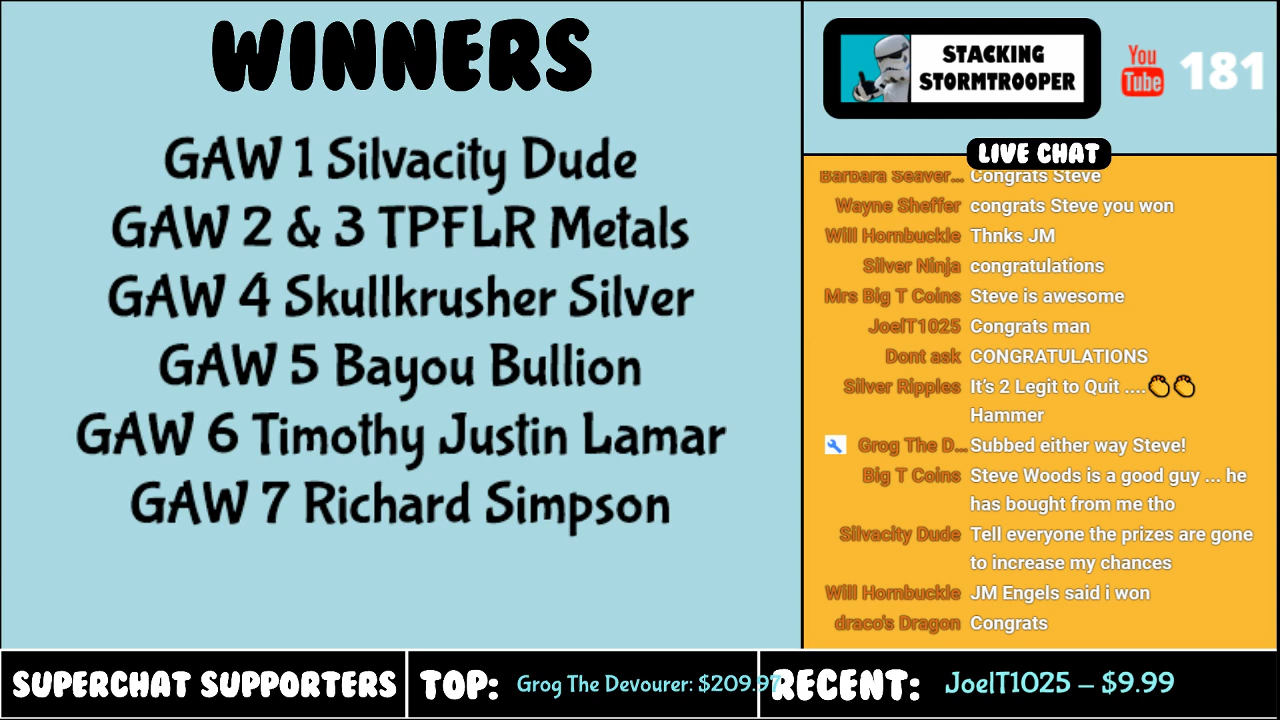 WINNERS
GAW 1 Silvacity Dude
GAW 2 & 3 TPFLR Metals
GAW 4 Skullkrusher Silver
GAW 5 Bayou Bullion
GAW 6 Timothy Justin Lamar
GAW 7 Richard Simpson
STACKING
STORMTROOPER
You
Tube
181
LIVE CHAT
Barbara Seaver... Congrats Steve
Wayne Sheffer congrats Steve you won
Will Hornbuckle Thnks JM
Silver Ninja congratulations
Mrs Big T Coins Steve is awesome
JoelT1025 Congrats man
Dont ask CONGRATULATIONS
Silver Ripples It's 2 Legit to Quit ....
Hammer
Grog The D... Subbed either way Steve!
Big T Coins Steve Woods is a good guy ... he
has bought from me tho
Silvacity Dude Tell everyone the prizes are gone
to increase my chances
Will Hornbuckle JM Engels said i won
draco's Dragon Congrats
SUPERCHAT SUPPORTERS
TOP: Grog The Devourer: $209.97
RECENT: JoelT1025 – $9.99